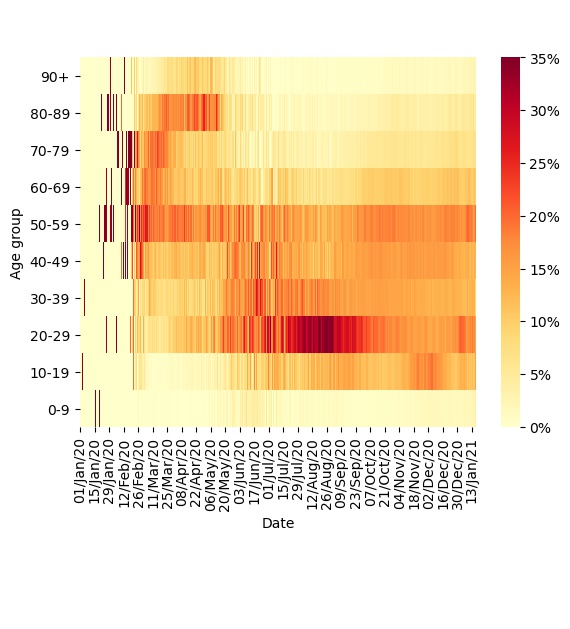 90+
80-89
70-79
60-69
50-59
40-49
30-39
20-29
10-19
0-9
Age group
01/Jan/20
15/Jan/20
29/Jan/20
12/Feb/20
26/Feb/20
11/Mar/20
25/Mar/20
08/Apr/20
22/Apr/20
06/May/20
20/May/20
03/Jun/20
17/Jun/20
01/Jul/20
15/Jul/20
29/Jul/20
12/Aug/20
26/Aug/20
09/Sep/20
23/Sep/20
07/Oct/20
21/Oct/20
04/Nov/20
18/Nov/20
02/Dec/20
16/Dec/20
30/Dec/20
13/Jan/21
Date
35%
30%
25%
20%
15%
10%
5%
0%